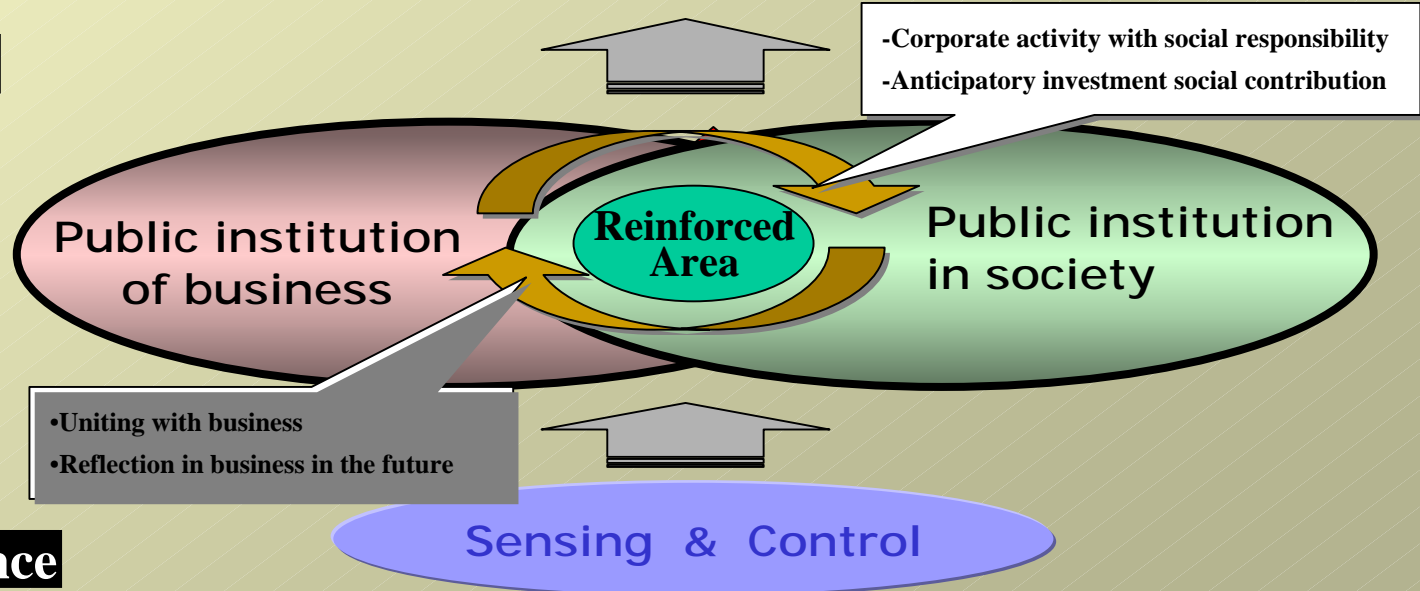 -Corporate activity with social responsibility
-Anticipatory investment social contribution
Public institution
of business
Reinforced
Area
Public institution
in society
•Uniting with business
•Reflection in business in the future
Sensing & Control